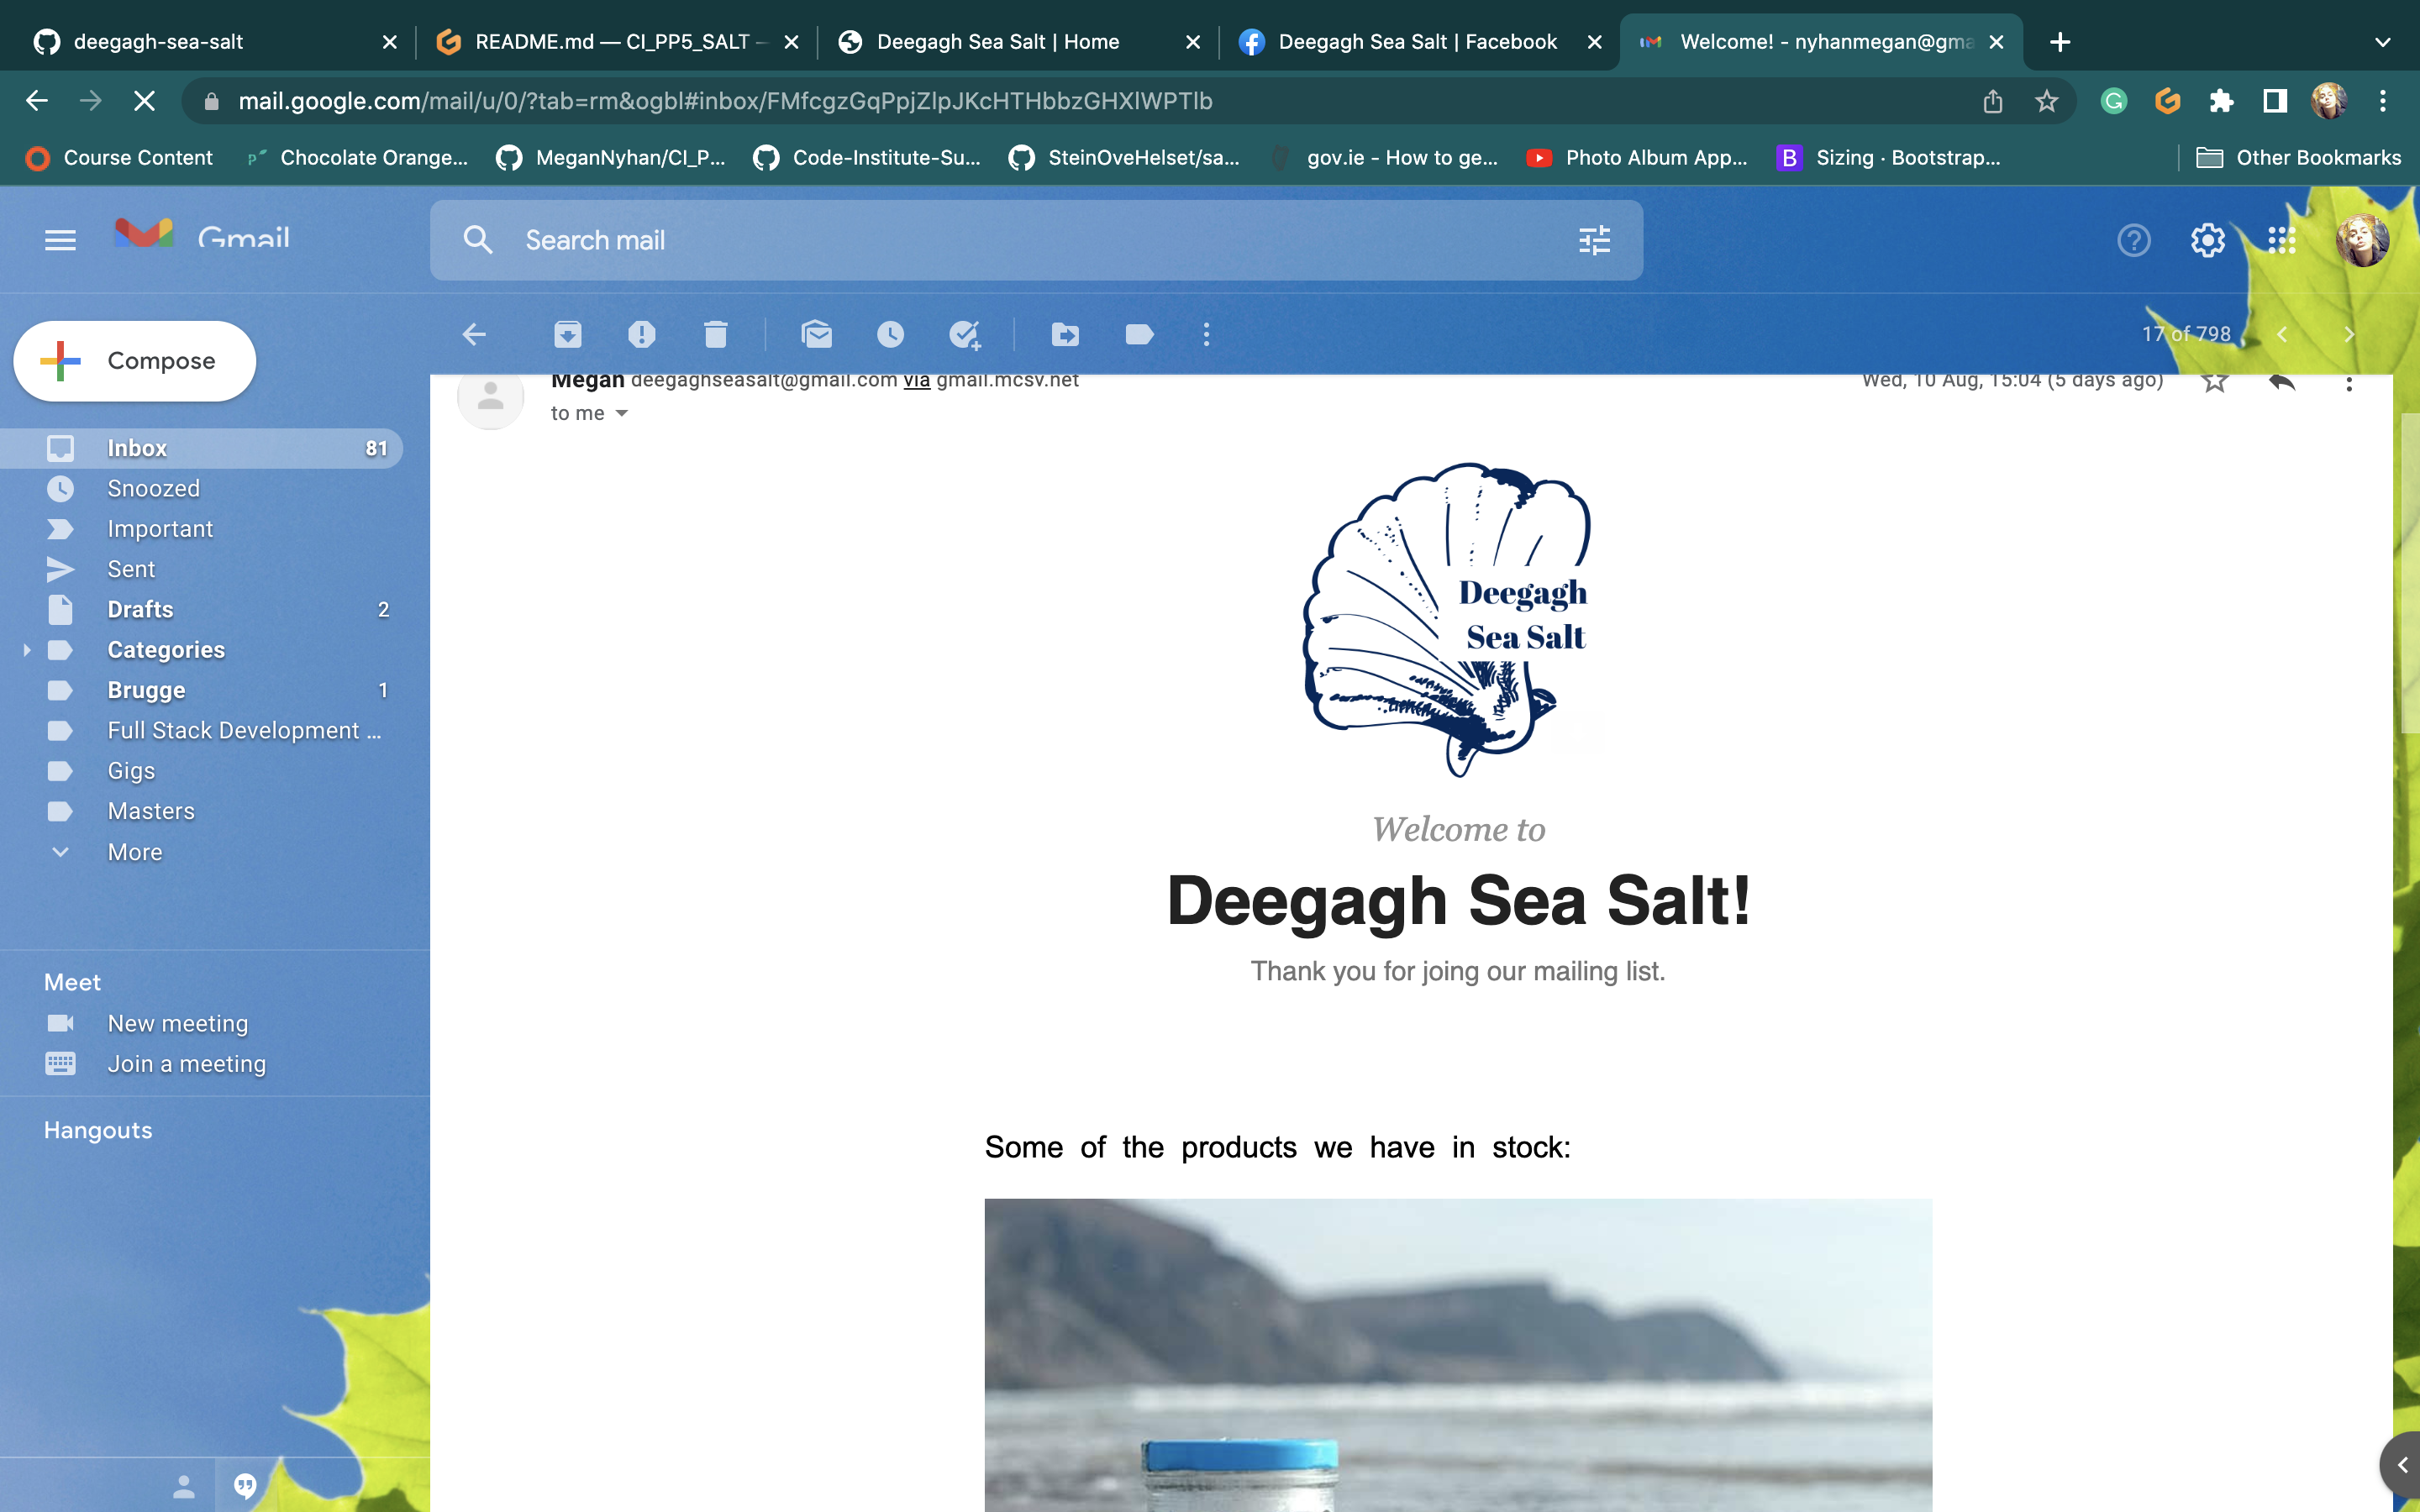 deegagh-sea-salt
README.md — CI_PP5_SALT –
Deegagh Sea Salt | Home
Deegagh Sea Salt | Facebook
Welcome! - nyhanmegan@gma
mail.google.com/mail/u/0/?tab=rm&ogbl#inbox/FMfcgzGqPpjZlpJKcHTHbbzGHXlWPTlb
Course Content
Chocolate Orange...
MeganNyhan/CI_P...
Code-Institute-Su...
SteinOveHelset/sa...
gov.ie - How to ge...
Photo Album App...
B Sizing · Bootstrap...
Other Bookmarks
Gmail
Search mail
17 of 798
Compose
Megan deegaghseasalt@gmail.com via gmail.mcsv.net
Wed, 10 Aug, 15:04 (5 days ago)
to me
Inbox 81
Snoozed
Important
Sent
Drafts 2
Categories
Brugge 1
Full Stack Development ...
Gigs
Masters
More
Meet
New meeting
Join a meeting
Hangouts
Deegagh
Sea Salt
Welcome to
Deegagh Sea Salt!
Thank you for joing our mailing list.
Some of the products we have in stock: